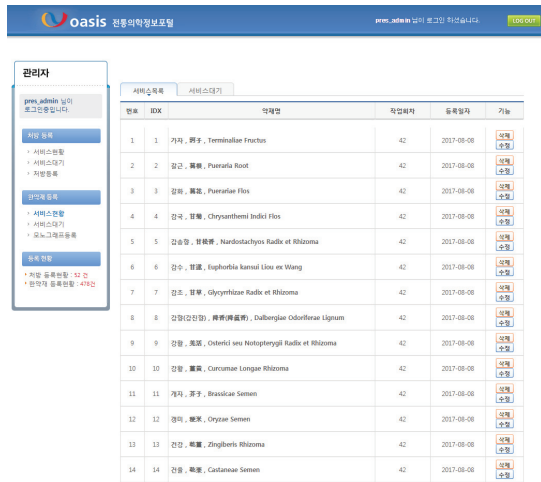 oasis 전통의학정보포털
pres_admin 님이 로그인 하셨습니다.
LOG OUT
관리자
pres_admin 님이
로그인중입니다
처방 등록
서비스현황
서비스대기
처방등록
한약재 등록
서비스현황
서비스대기
모노그래프등록
등록 현황
처방 등록현황 : 52 건
한약재 등록현황 : 478건
서비스목록 서비스대기
번호 IDX 약재명 작업회차 등록일자 기능
1 1 가자 , 訶子 , Terminaliae Fructus 42 2017-08-08 삭제 수정
2 2 갈근 , 葛根 , Pueraria Root 42 2017-08-08 삭제 수정
3 3 갈화 , 葛花 , Puerariae Flos 42 2017-08-08 삭제 수정
4 4 감국 , 甘菊 , Chrysanthemi Indici Flos 42 2017-08-08 삭제 수정
5 5 감송향 , 甘松香 , Nardostachyos Radix et Rhizoma 42 2017-08-08 삭제 수정
6 6 감수 , 甘遂 , Euphorbia kansui Liou ex Wang 42 2017-08-08 삭제 수정
7 7 감초 , 甘草 , Glycyrrhizae Radix et Rhizoma 42 2017-08-08 삭제 수정
8 8 강향(강진향) , 降香(降眞香) , Dalbergiae Odoriferae Lignum 42 2017-08-08 삭제 수정
9 9 강활 , 羌活 , Osterici seu Notopterygii Radix et Rhizoma 42 2017-08-08 삭제 수정
10 10 강황 , 薑黃 , Curcumae Longae Rhizoma 42 2017-08-08 삭제 수정
11 11 개자 , 芥子 , Brassicae Semen 42 2017-08-08 삭제 수정
12 12 갱미 , 粳米 , Oryzae Semen 42 2017-08-08 삭제 수정
13 13 건강 , 乾薑 , Zingiberis Rhizoma 42 2017-08-08 삭제 수정
14 14 건율 , 乾栗 , Castaneae Semen 42 2017-08-08 삭제 수정